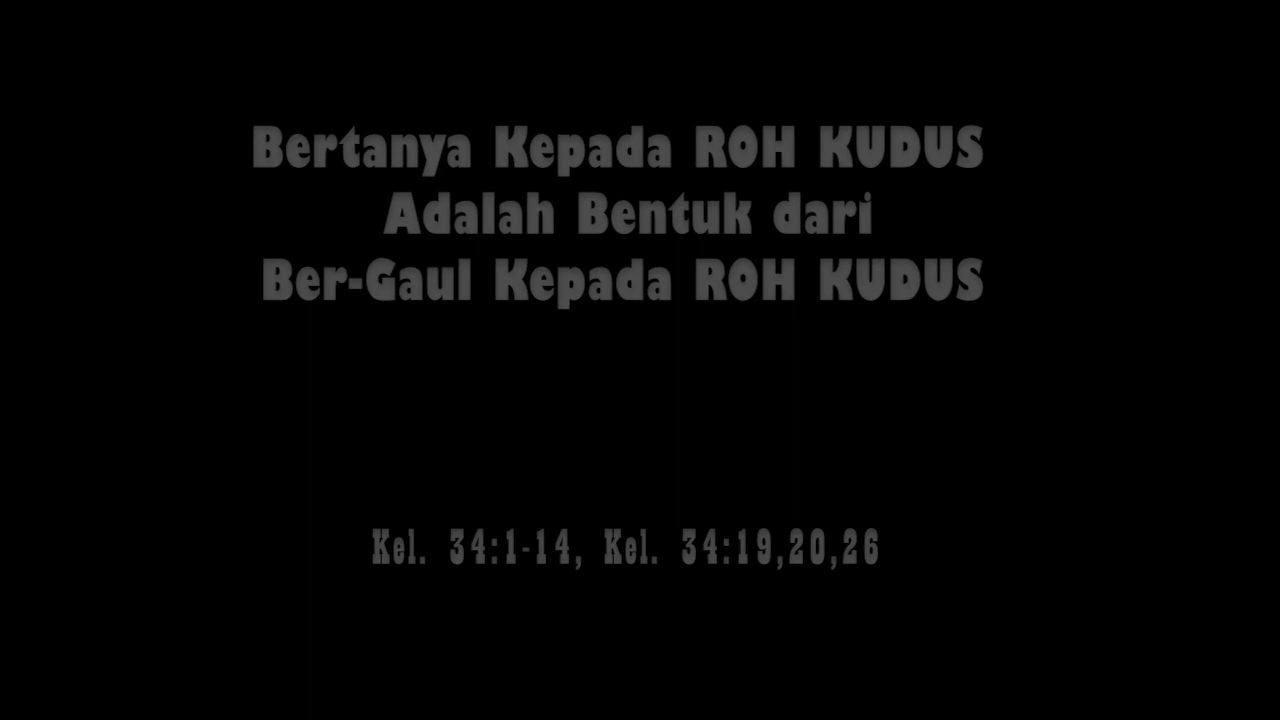 Bertanya Kepada ROH KUDUS
Adalah Bentuk dari
Ber-Gaul Kepada ROH KUDUS
Kel. 34:1-14, Kel. 34:19,20,26